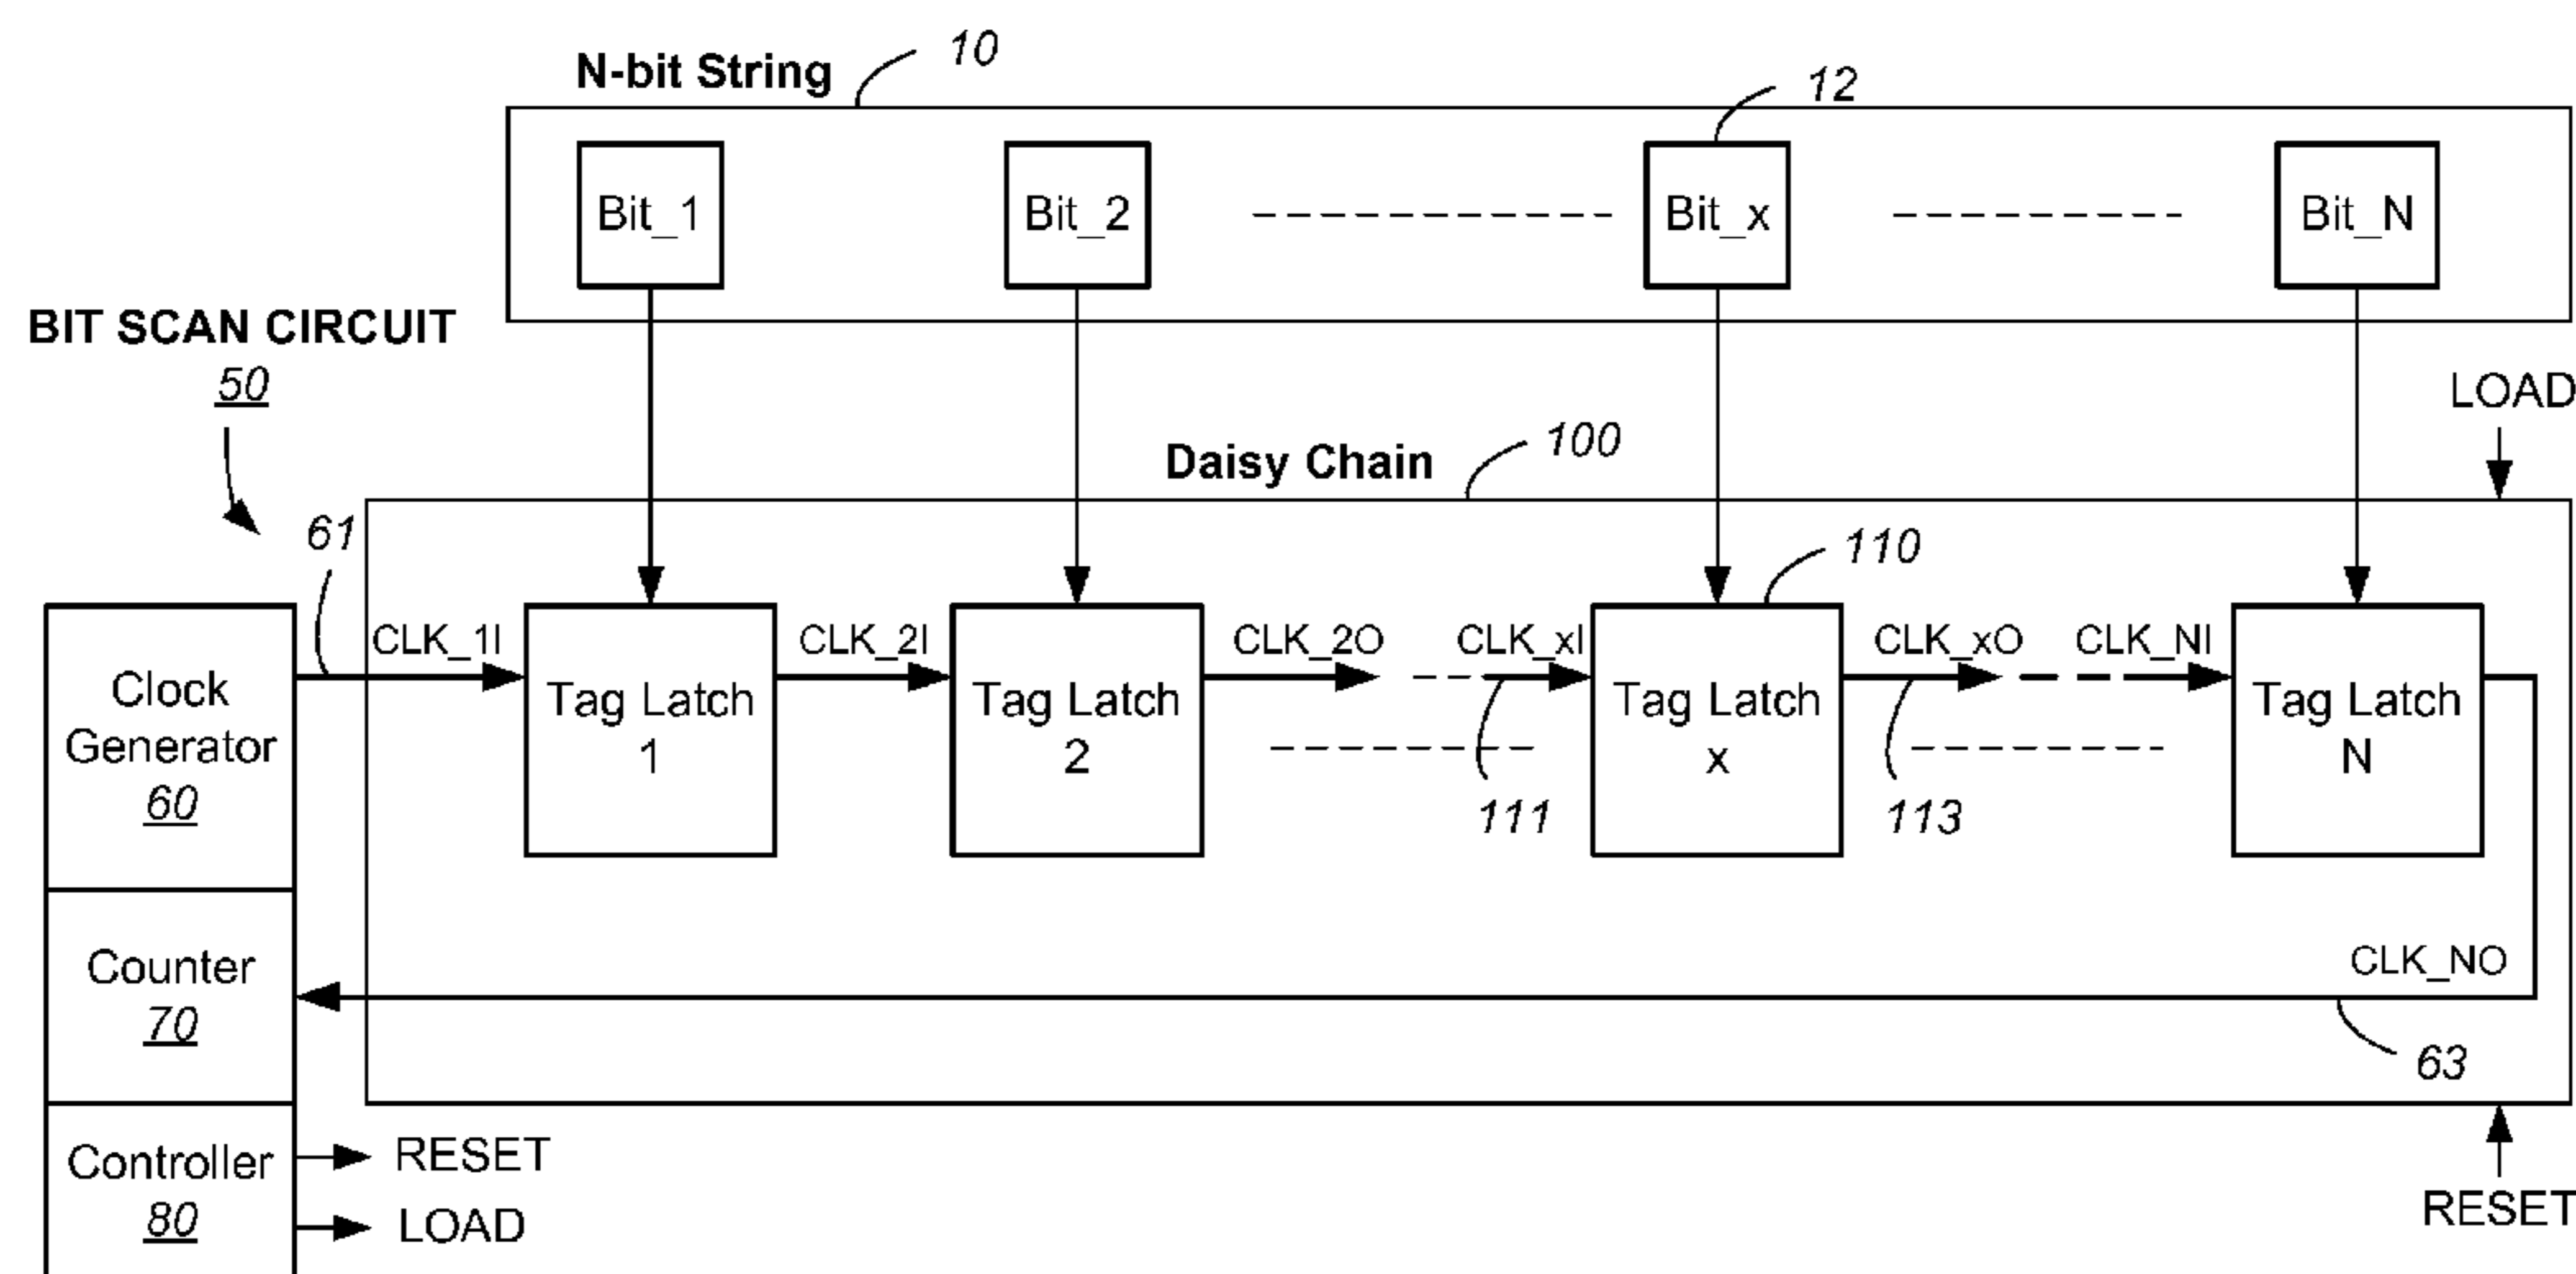 N-bit String
10
12
Bit_1
Bit_2
Bit_x
Bit_N
BIT SCAN CIRCUIT
50
LOAD
Daisy Chain
100
61
110
CLK_1I
CLK_2I
CLK_2O
CLK_xI
CLK_xO
CLK_NI
Clock
Generator
60
Tag Latch
1
Tag Latch
2
Tag Latch
x
Tag Latch
N
111
113
Counter
70
CLK_NO
63
Controller
80
RESET
LOAD
RESET